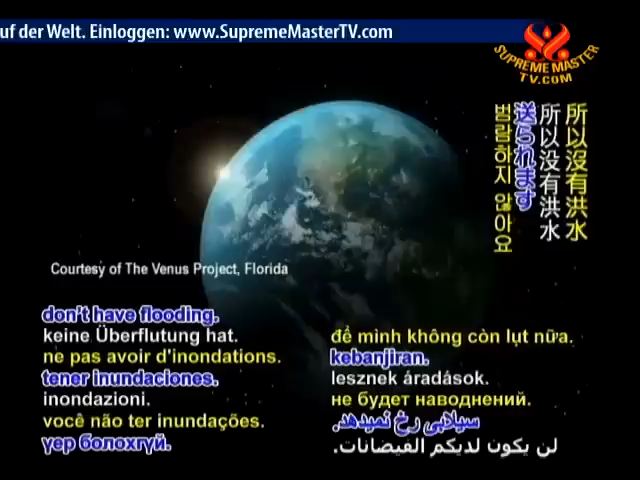 uf der Welt. Einloggen: www.SupremeMasterTV.com
SUPREME MASTER
TV.COM
所以沒有洪水
所以没有洪水
送られます
범람하지 않아요
Courtesy of The Venus Project, Florida
don't have flooding.
keine Überflutung hat.
ne pas avoir d'inondations.
tener inundaciones.
inondazioni.
você não ter inundações.
үер болохгүй.
để mình không còn lụt nữa.
kebanjiran.
lesznek áradások.
не будет наводнений.
سیلابی رخ نمیدهد.
لن يكون لديكم الفيضانات.